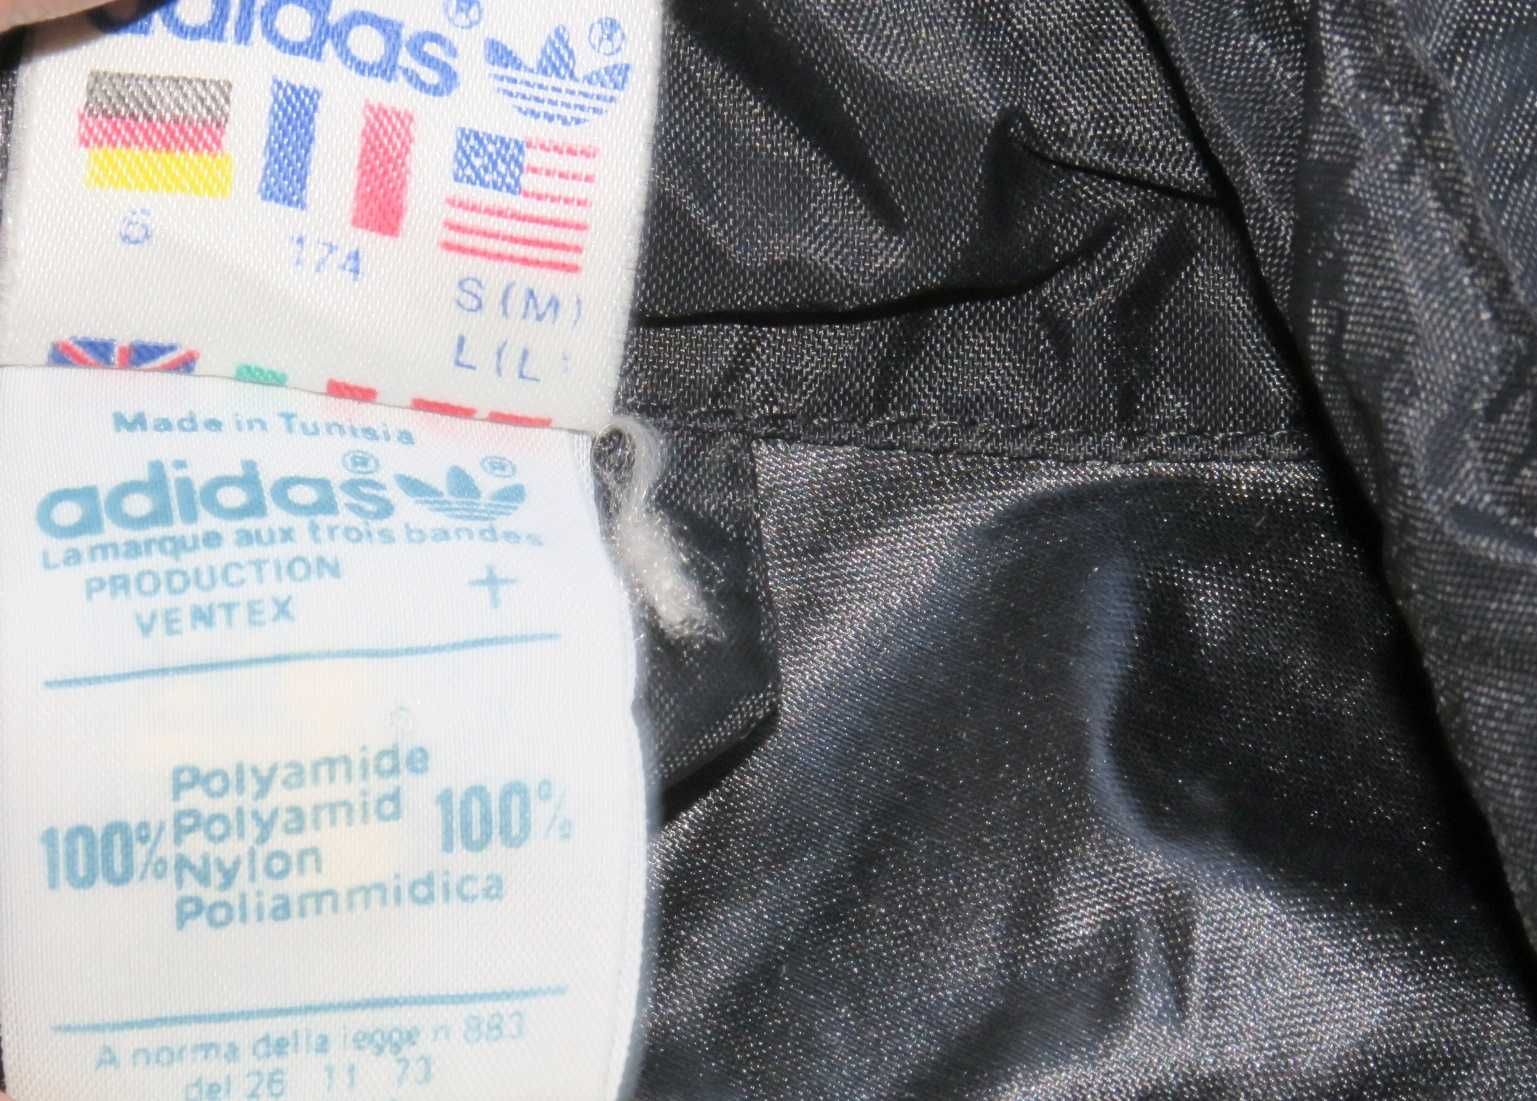 adidas®
®
6
174
S (M)
L (L
Made in Tunisia
adidas® ®
La marque aux trois bandes
PRODUCTION
VENTEX +
100% Polyamide 100%
Polyamid
Nylon
Poliammidica
A norma della legge n 883
del 26 11 73